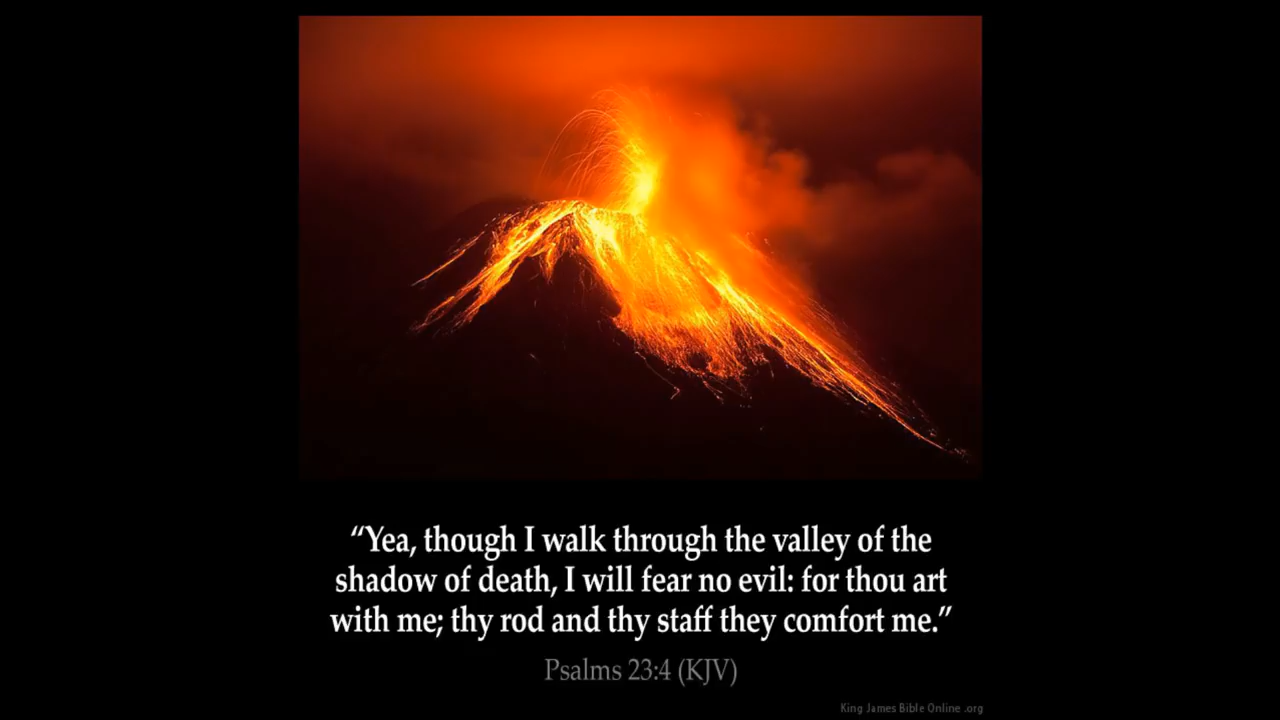 “Yea, though I walk through the valley of the
shadow of death, I will fear no evil: for thou art
with me; thy rod and thy staff they comfort me.”
Psalms 23:4 (KJV)
King James Bible Online .org